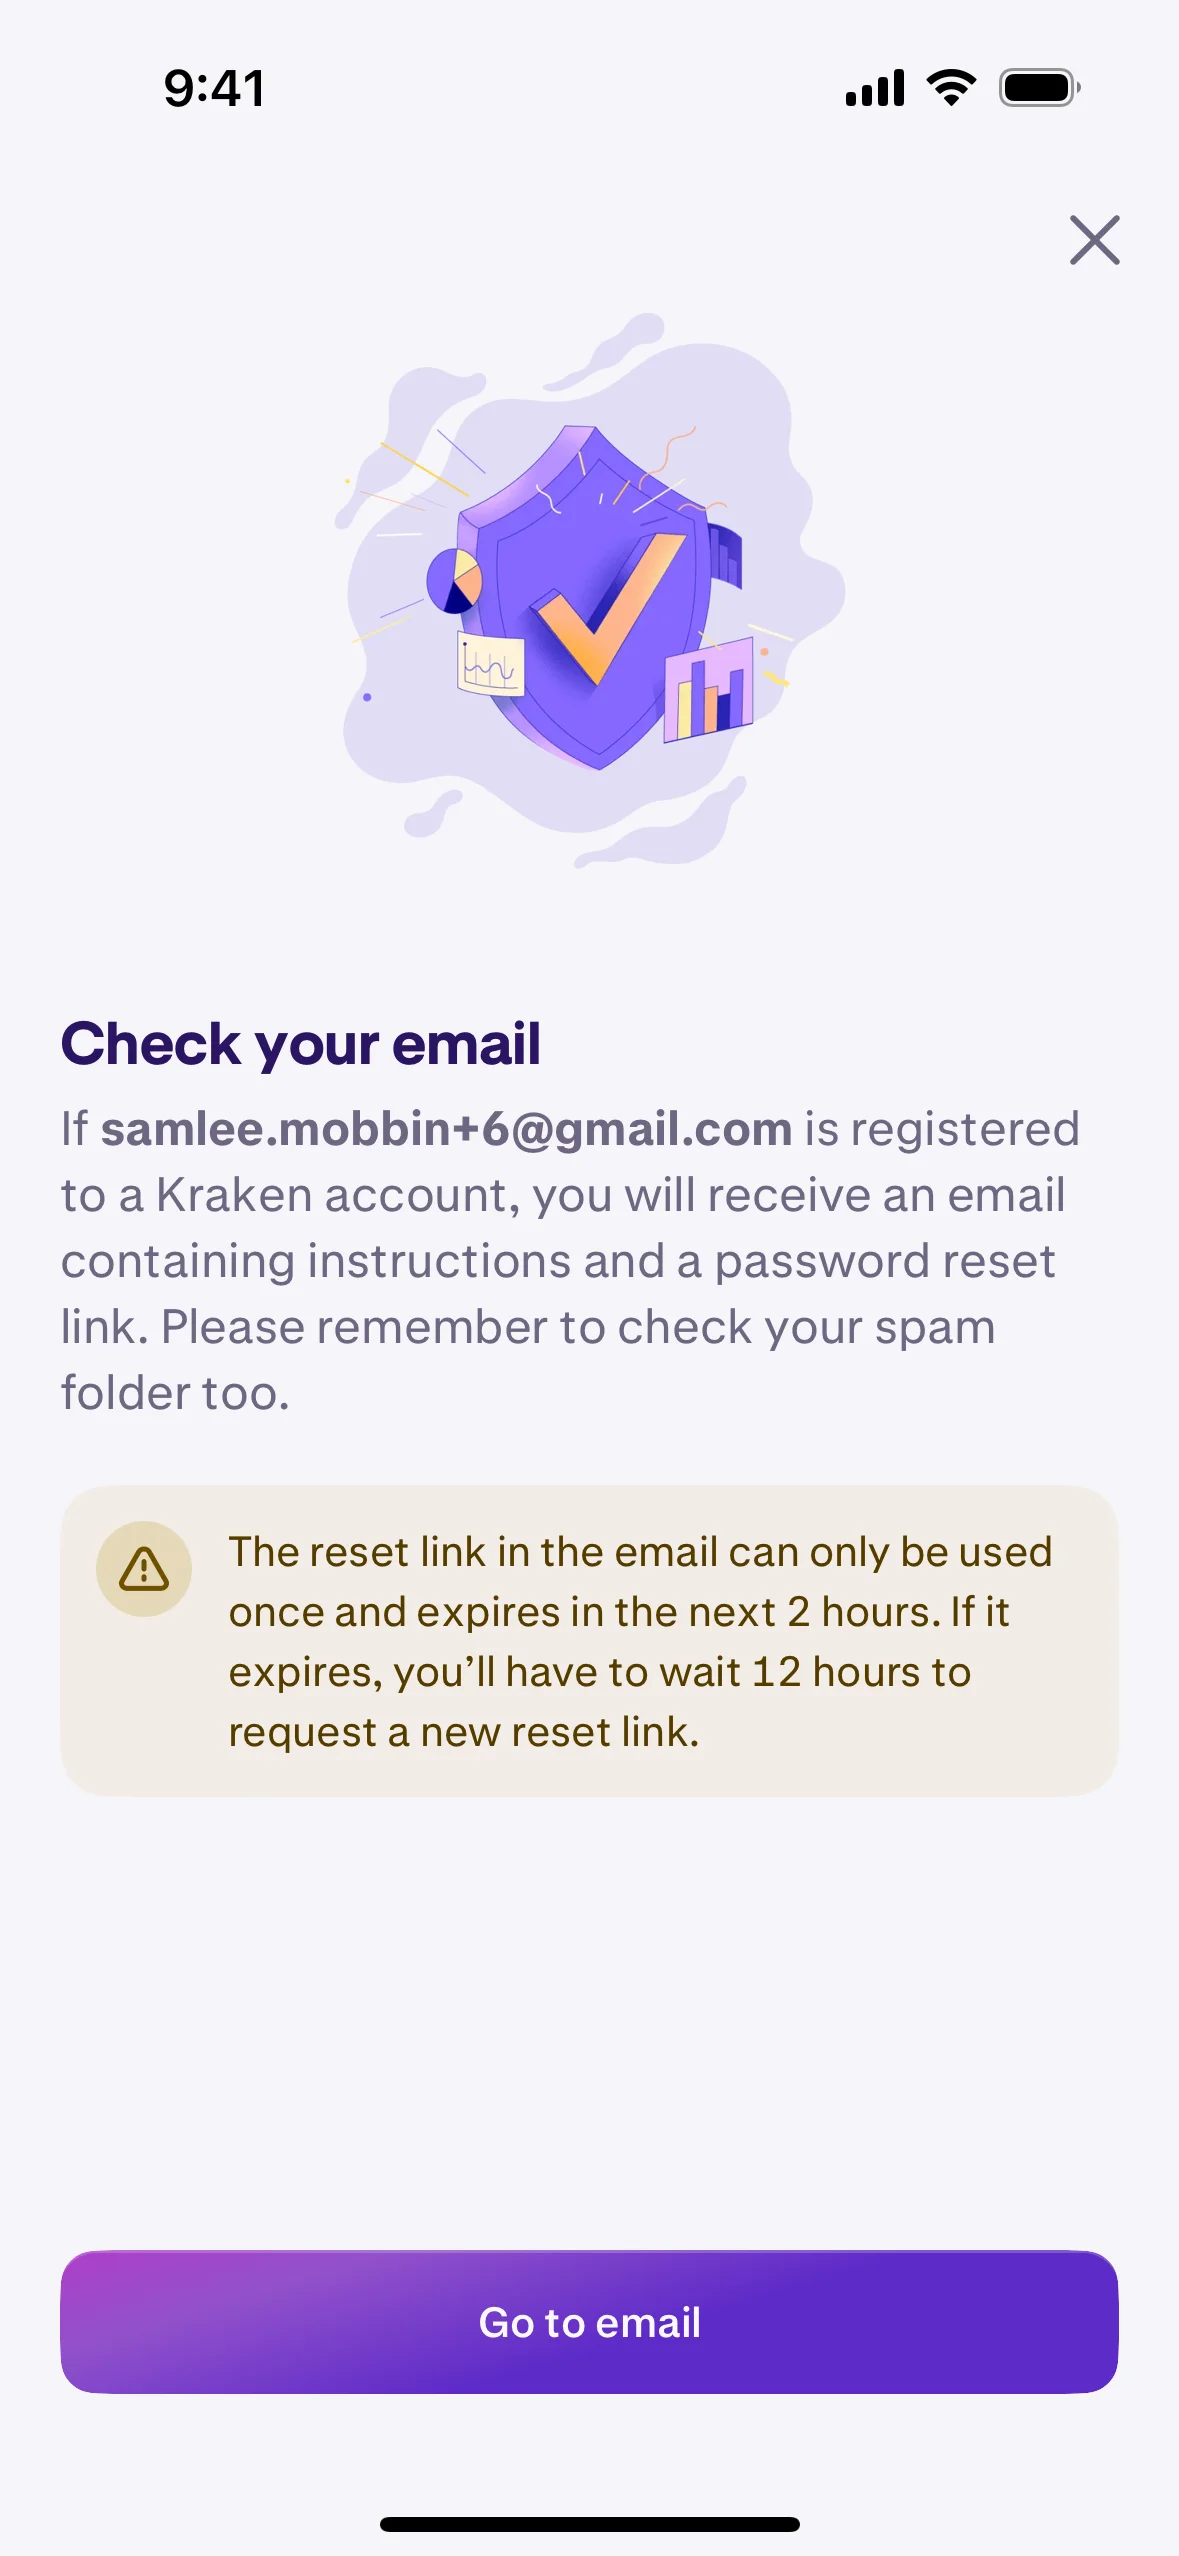 9:41
Check your email
If samlee.mobbin+6@gmail.com is registered
to a Kraken account, you will receive an email
containing instructions and a password reset
link. Please remember to check your spam
folder too.
The reset link in the email can only be used
once and expires in the next 2 hours. If it
expires, you’ll have to wait 12 hours to
request a new reset link.
Go to email